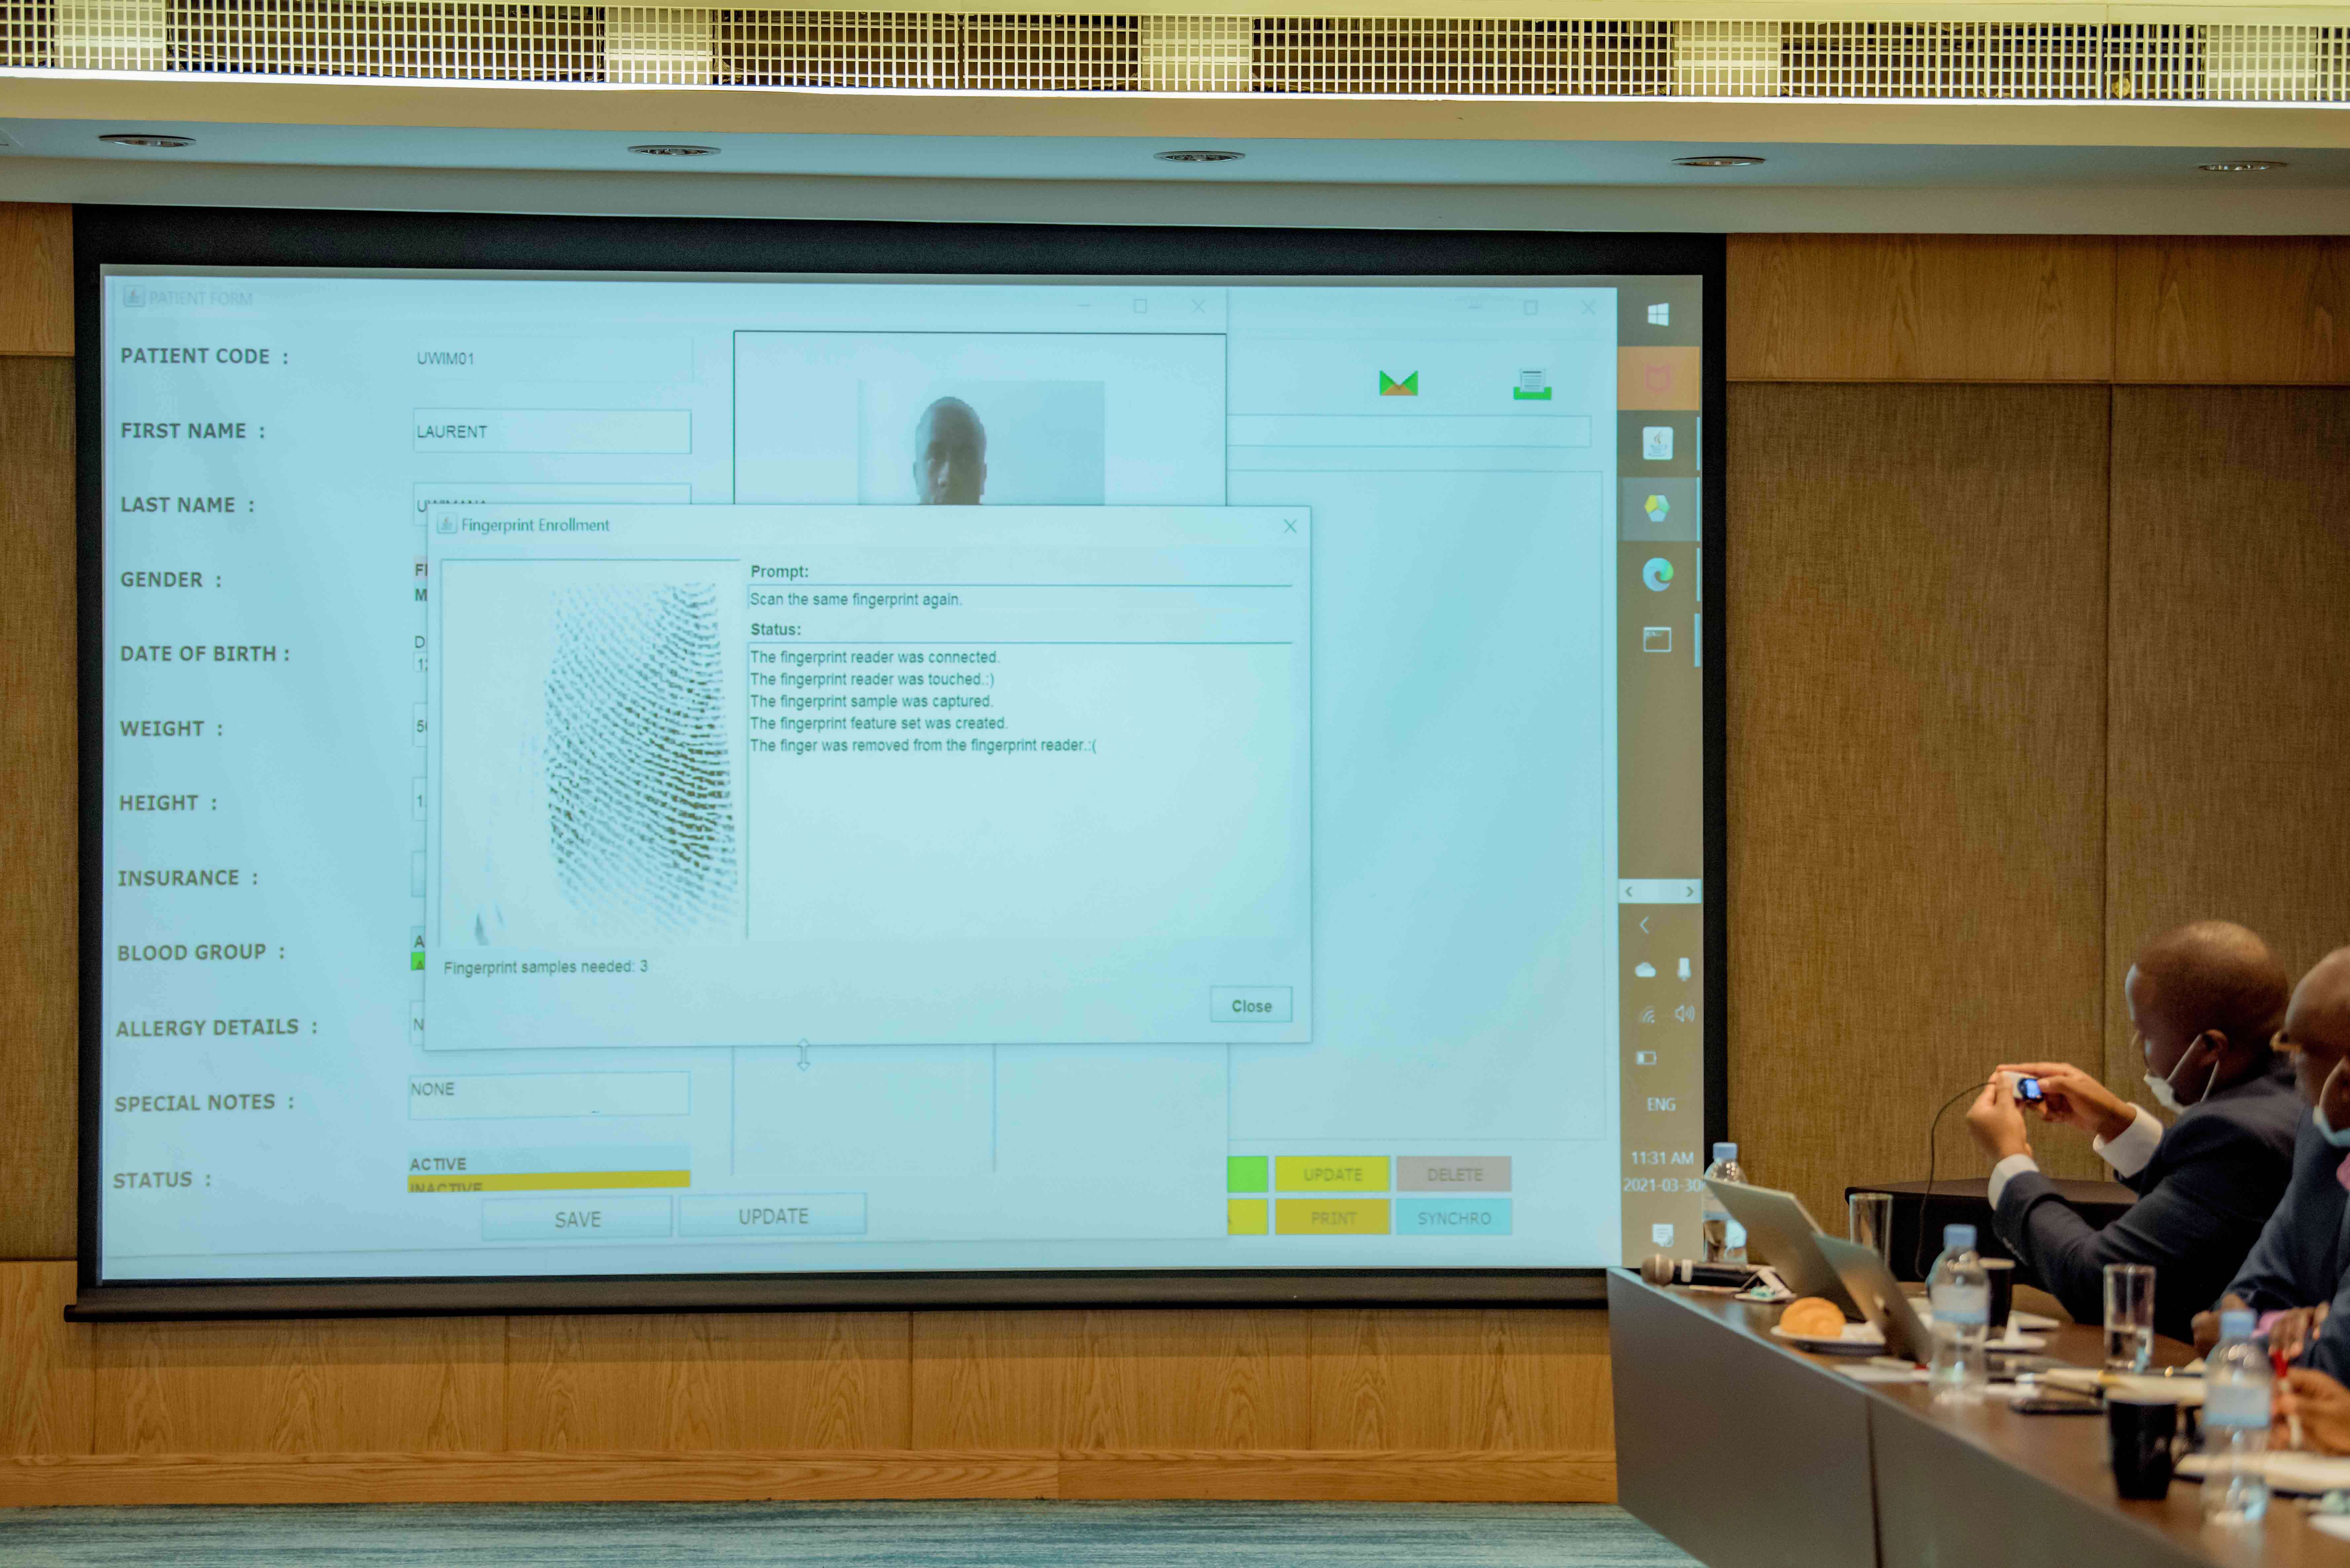 PATIENT FORM
PATIENT CODE : UWIM01
FIRST NAME : LAURENT
LAST NAME :
GENDER :
DATE OF BIRTH :
WEIGHT :
HEIGHT :
INSURANCE :
BLOOD GROUP :
ALLERGY DETAILS :
SPECIAL NOTES : NONE
STATUS : ACTIVE
INACTIVE
SAVE UPDATE
Fingerprint Enrollment
Prompt:
Scan the same fingerprint again.
Status:
The fingerprint reader was connected.
The fingerprint reader was touched.:)
The fingerprint sample was captured.
The fingerprint feature set was created.
The finger was removed from the fingerprint reader.:(
Fingerprint samples needed: 3
Close
UPDATE DELETE
PRINT SYNCHRO
ENG
11:31 AM
2021-03-30